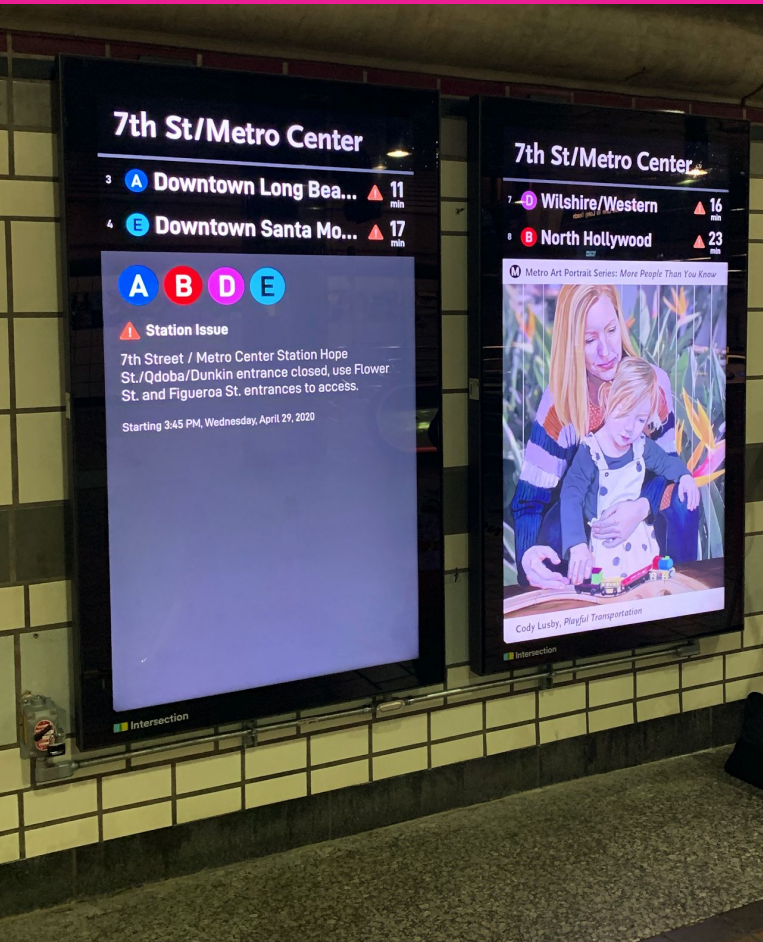 7th St/Metro Center
3 A Downtown Long Bea... 11 min
4 E Downtown Santa Mo... 17 min
A B D E
Station Issue
7th Street / Metro Center Station Hope
St./Qdoba/Dunkin entrance closed, use Flower
St. and Figueroa St. entrances to access.
Starting 3:45 PM, Wednesday, April 29, 2020
Intersection
7th St/Metro Center
7 D Wilshire/Western 16 min
8 B North Hollywood 23 min
M Metro Art Portrait Series: More People Than You Know
Cody Lusby, Playful Transportation
Intersection